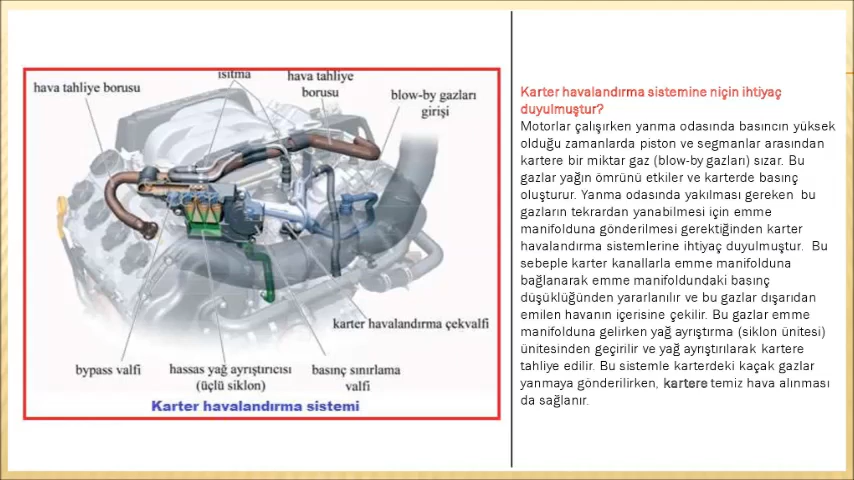 ısıtma
hava tahliye borusu
hava tahliye
borusu
blow-by gazları
girişi
karter havalandırma çekvalfi
bypass valfi
hassas yağ ayrıştırıcısı
(üçlü siklon)
basınç sınırlama
valfi
Karter havalandırma sistemi
Karter havalandırma sistemine niçin ihtiyaç
duyulmuştur?
Motorlar çalışırken yanma odasında basıncın yüksek
olduğu zamanlarda piston ve segmanlar arasından
kartere bir miktar gaz (blow-by gazları) sızar. Bu
gazlar yağın ömrünü etkiler ve karterde basınç
oluşturur. Yanma odasında yakılması gereken bu
gazların tekrardan yanabilmesi için emme
manifolduna gönderilmesi gerektiğinden karter
havalandırma sistemlerine ihtiyaç duyulmuştur. Bu
sebeple karter kanallarla emme manifolduna
bağlanarak emme manifoldundaki basınç
düşüklüğünden yararlanılır ve bu gazlar dışarıdan
emilen havanın içerisine çekilir. Bu gazlar emme
manifolduna gelirken yağ ayrıştırma (siklon ünitesi)
ünitesinden geçirilir ve yağ ayrıştırılarak kartere
tahliye edilir. Bu sistemle karterdeki kaçak gazlar
yanmaya gönderilirken, kartere temiz hava alınması
da sağlanır.